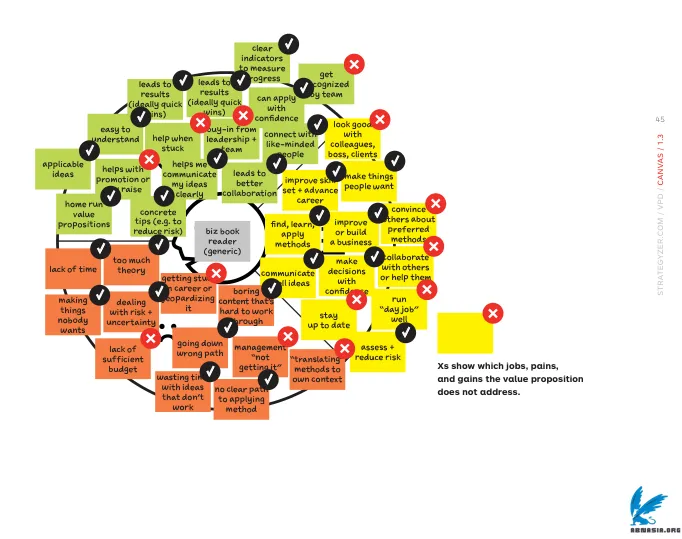 clear
indicators
to measure
progress
get
recognized
by team
leads to
results
(ideally quick
wins)
leads to
results
(ideally quick
wins)
can apply
with
confidence
easy to
understand
help when
stuck
buy-in from
leadership +
team
connect with
like-minded
people
look good
with
colleagues,
boss, clients
applicable
ideas
helps with
promotion or
raise
helps me
communicate
my ideas
clearly
leads to
better
collaboration
improve skill
set + advance
career
make things
people want
home run
value
propositions
concrete
tips (e.g. to
reduce risk)
biz book
reader
(generic)
find, learn,
apply
methods
improve
or build
a business
convince
others about
preferred
methods
lack of time
too much
theory
getting stuck
in career or
jeopardizing
it
boring
content that's
hard to work
through
communicate
sell ideas
make
decisions
with
confidence
collaborate
with others
or help them
making
things
nobody
wants
dealing
with risk +
uncertainty
stay
up to date
run
“day job”
well
lack of
sufficient
budget
going down
wrong path
management
“not
getting it”
“translating”
methods to
own context
assess +
reduce risk
wasting time
with ideas
that don't
work
no clear path
to applying
method
Xs show which jobs, pains,
and gains the value proposition
does not address.
45
STRATEGYZER.COM / VPD / CANVAS / 1.3
ABMASIA.ORG